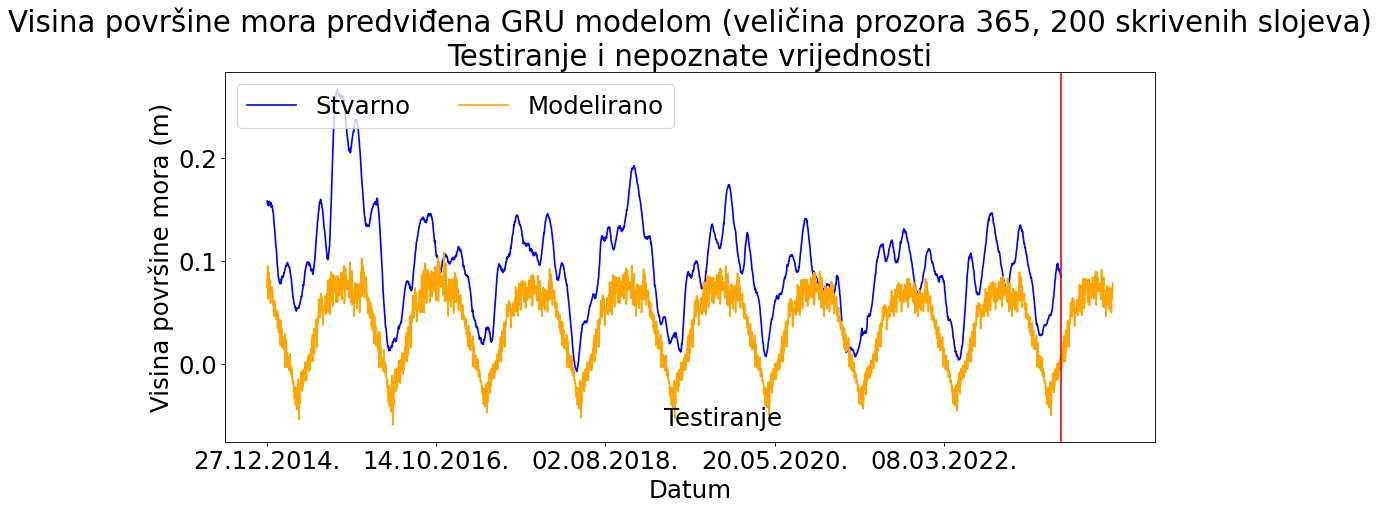 Visina površine mora predviđena GRU modelom (veličina prozora 365, 200 skrivenih slojeva)
Testiranje i nepoznate vrijednosti
Stvarno
Modelirano
Visina površine mora (m)
0.2
0.1
0.0
Testiranje
27.12.2014.
14.10.2016.
02.08.2018.
20.05.2020.
08.03.2022.
Datum